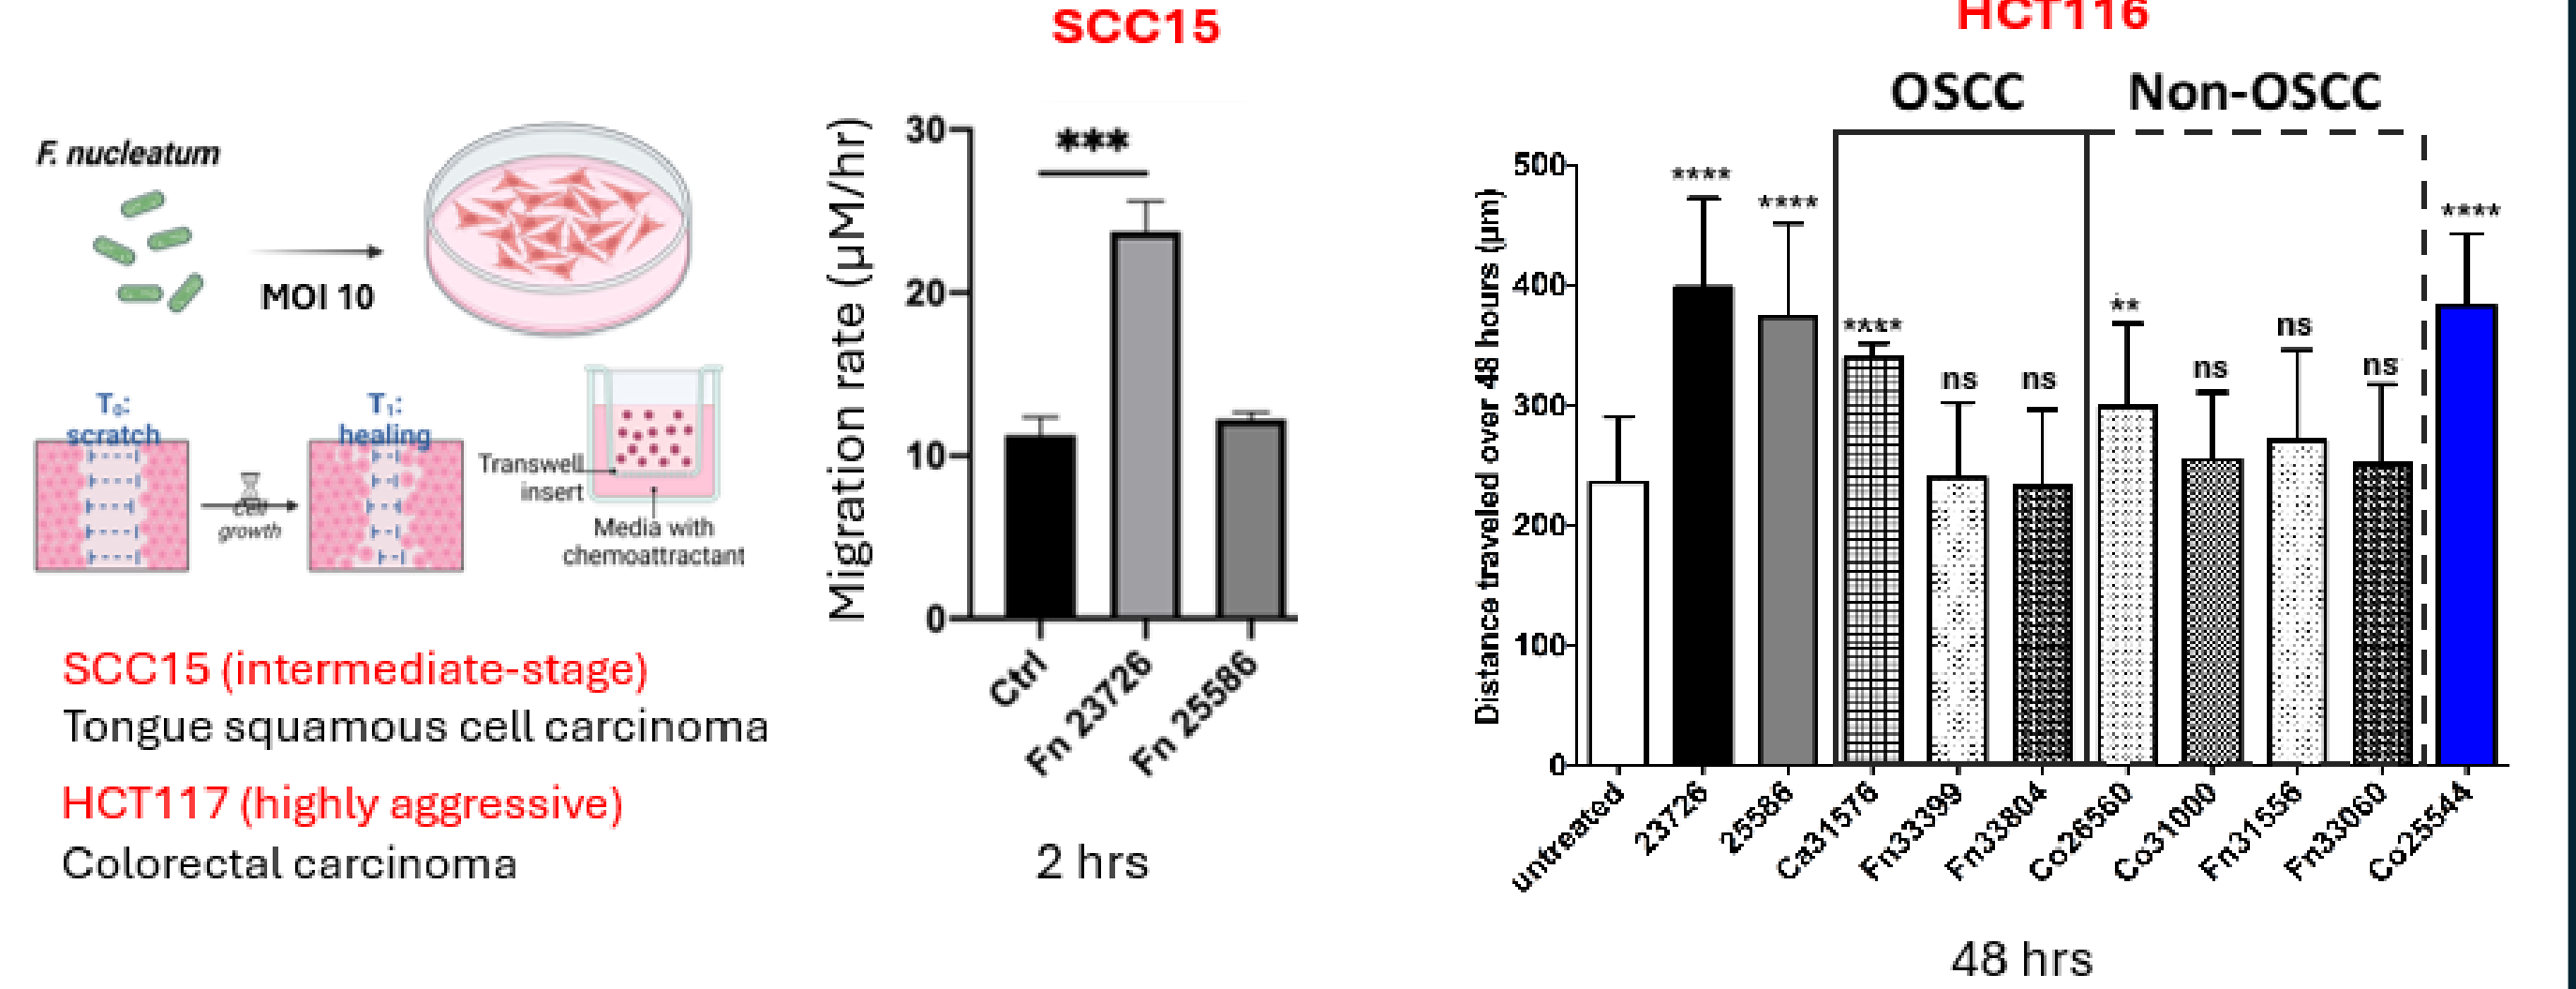 F. nucleatum
MOI 10
T₀:
scratch
Cell
growth
T₁:
healing
Transwell
insert
Media with
chemoattractant
SCC15 (intermediate-stage)
Tongue squamous cell carcinoma
HCT117 (highly aggressive)
Colorectal carcinoma
SCC15
***
Migration rate (µM/hr)
30
20
10
0
Ctrl
Fn 23726
Fn 25586
2 hrs
HCT116
OSCC
Non-OSCC
Distance traveled over 48 hours (µm)
500
400
300
200
100
0
****
****
****
ns
ns
**
ns
ns
ns
****
untreated
23726
25586
Ca31576
Fn33399
Fn33804
Co26560
Co31000
Fn31556
Fn33060
Co25544
48 hrs